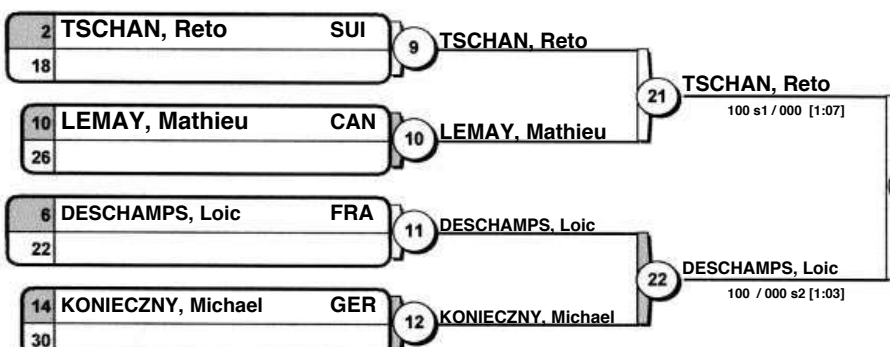 2 TSCHAN, Reto SUI
18
9 TSCHAN, Reto
10 LEMAY, Mathieu CAN
26
10 LEMAY, Mathieu
21 TSCHAN, Reto
100 s1 / 000 [1:07]
6 DESCHAMPS, Loic FRA
22
11 DESCHAMPS, Loic
14 KONIECZNY, Michael GER
30
12 KONIECZNY, Michael
22 DESCHAMPS, Loic
100 / 000 s2 [1:03]